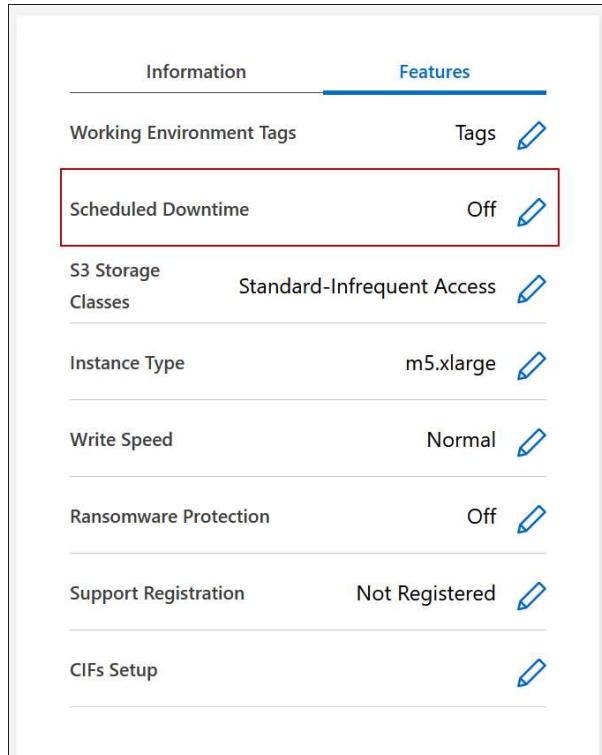 Information Features
Working Environment Tags Tags
Scheduled Downtime Off
S3 Storage
Classes Standard-Infrequent Access
Instance Type m5.xlarge
Write Speed Normal
Ransomware Protection Off
Support Registration Not Registered
CIFs Setup